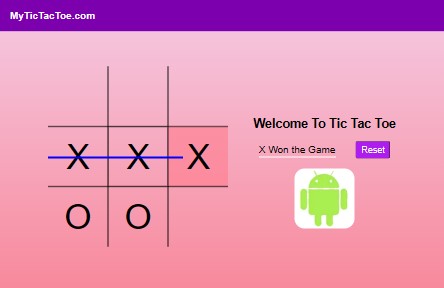 MyTicTacToe.com
Welcome To Tic Tac Toe
X Won the Game Reset
X X X
O O